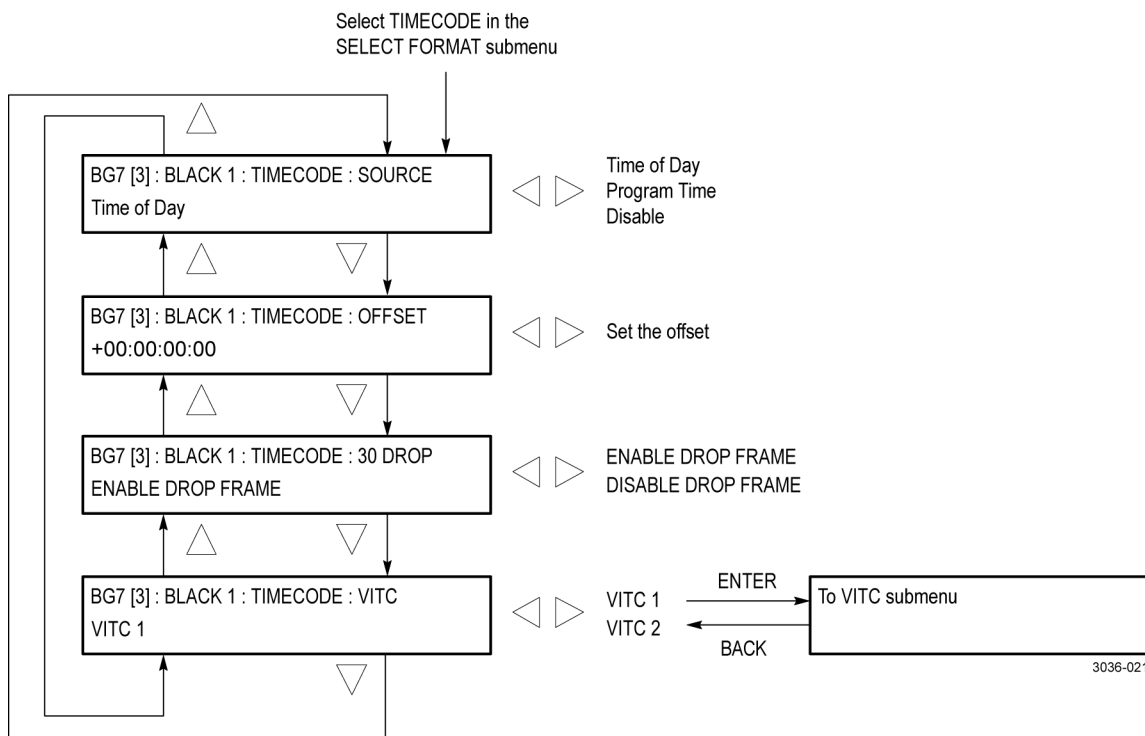 Select TIMECODE in the
SELECT FORMAT submenu
BG7 [3] : BLACK 1 : TIMECODE : SOURCE
Time of Day
Time of Day
Program Time
Disable
BG7 [3] : BLACK 1 : TIMECODE : OFFSET
+00:00:00:00
Set the offset
BG7 [3] : BLACK 1 : TIMECODE : 30 DROP
ENABLE DROP FRAME
ENABLE DROP FRAME
DISABLE DROP FRAME
BG7 [3] : BLACK 1 : TIMECODE : VITC
VITC 1
VITC 1
VITC 2
ENTER
BACK
To VITC submenu
3036-021